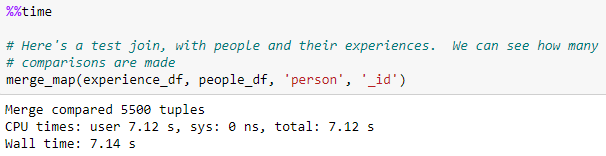 %%time
# Here's a test join, with people and their experiences.  We can see how many
# comparisons are made
merge_map(experience_df, people_df, 'person', '_id')
Merge compared 5500 tuples
CPU times: user 7.12 s, sys: 0 ns, total: 7.12 s
Wall time: 7.14 s